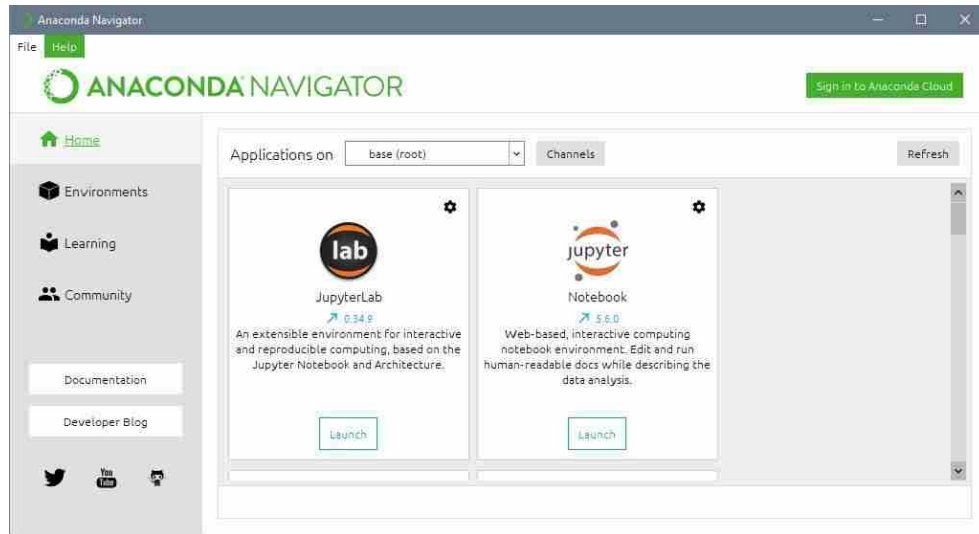 Anaconda Navigator
File Help
ANACONDA NAVIGATOR
Sign in to Anaconda Cloud
Home
Environments
Learning
Community
Documentation
Developer Blog
You
Tube
Applications on base (root) Channels Refresh
lab
JupyterLab
0.34.9
An extensible environment for interactive
and reproducible computing, based on the
Jupyter Notebook and Architecture.
Launch
jupyter
Notebook
5.6.0
Web-based, interactive computing
notebook environment. Edit and run
human-readable docs while describing the
data analysis.
Launch